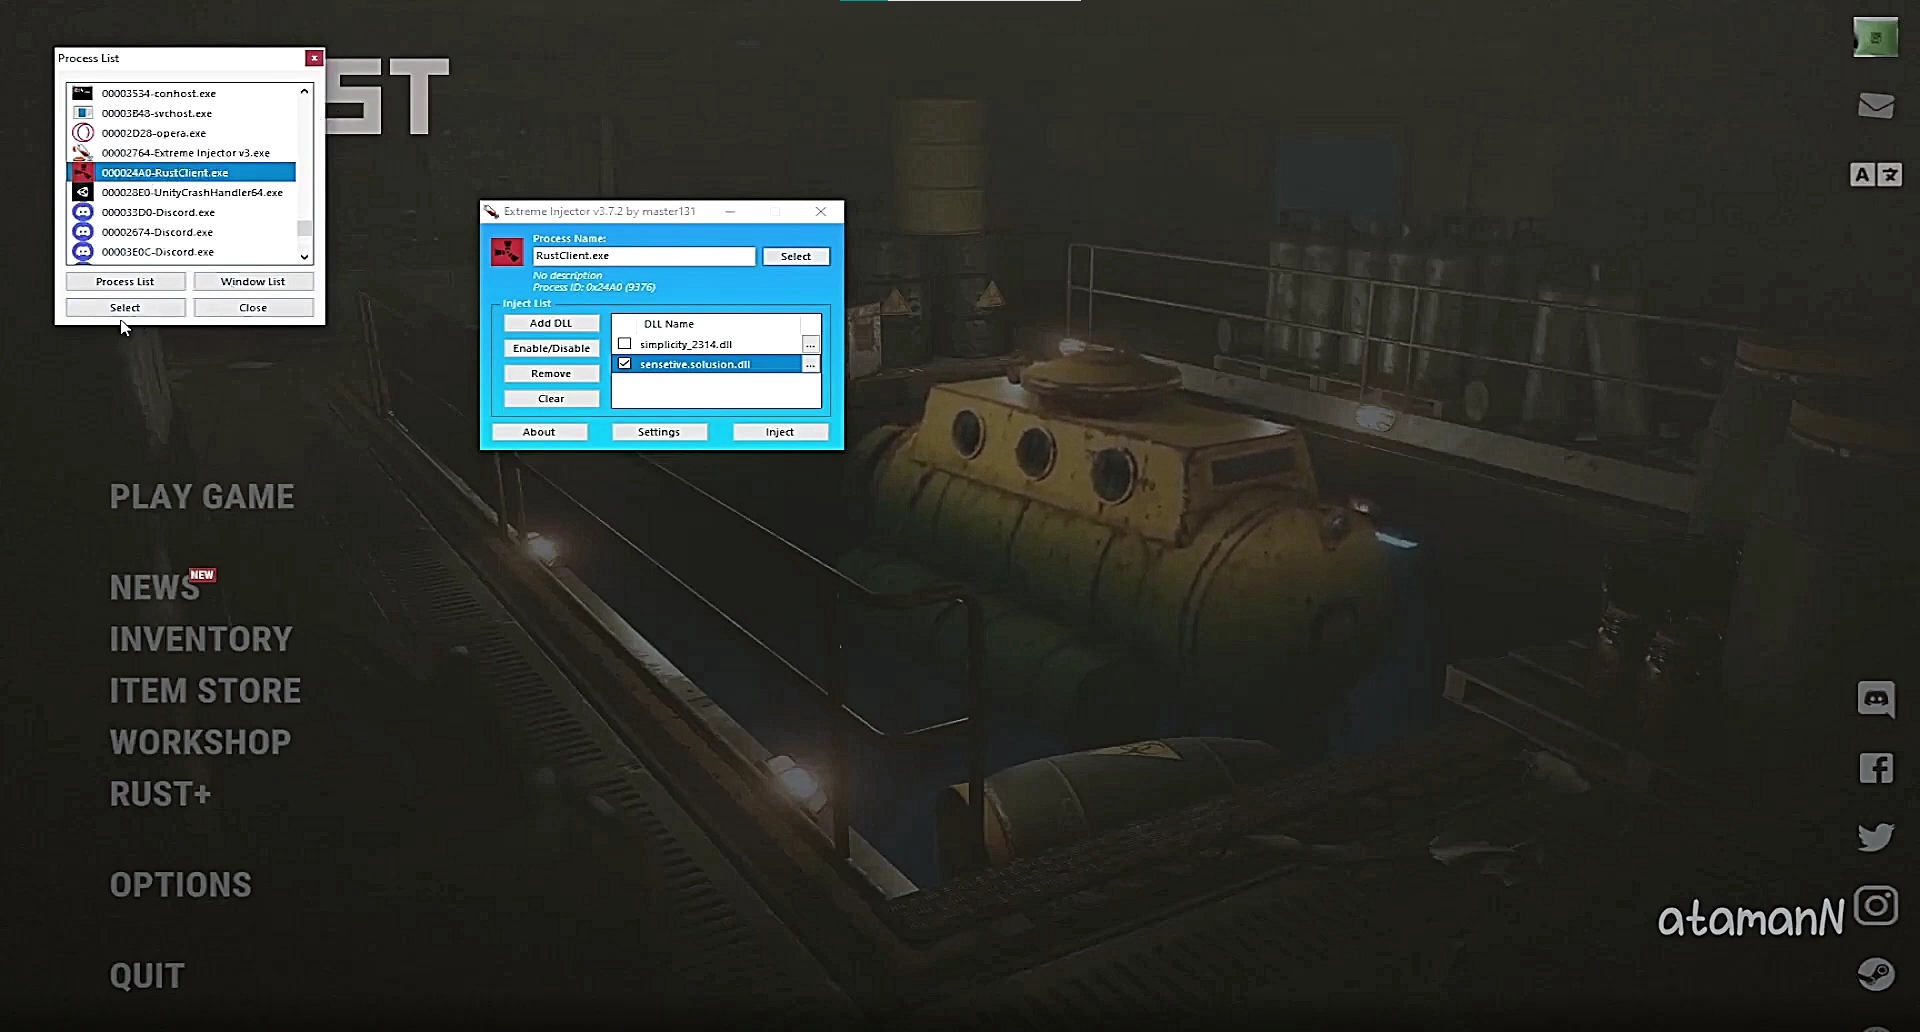 Process List
x
00003534-conhost.exe
00003B48-svchost.exe
00002D28-opera.exe
00002764-Extreme Injector v3.exe
000024A0-RustClient.exe
000028E0-UnityCrashHandler64.exe
000033D0-Discord.exe
00002674-Discord.exe
00003E0C-Discord.exe
Process List
Window List
Select
Close
ST
Extreme Injector v3.7.2 by master131
Process Name:
RustClient.exe
Select
No description
Process ID: 0x24A0 (9376)
Inject List
Add DLL
Enable/Disable
Remove
Clear
DLL Name
simplicity_2314.dll
...
sensetive.solusion.dll
...
About
Settings
Inject
PLAY GAME
NEWS
NEW
INVENTORY
ITEM STORE
WORKSHOP
RUST+
OPTIONS
QUIT
A
atamanN